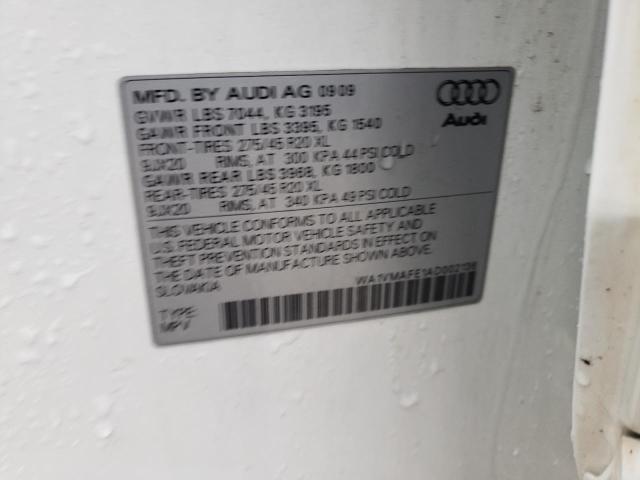 MFD. BY AUDI AG 09 09
GVWR LBS 7044, KG 3195
GAWR FRONT LBS 3395, KG 1540
FRONT-TIRES 275/45 R20 XL
9JX20 RIMS, AT 300 KPA 44 PSI COLD
GAWR REAR LBS 3968, KG 1800
REAR-TIRES 275/45 R20 XL
9JX20 RIMS, AT 340 KPA 49 PSI COLD
Audi
THIS VEHICLE CONFORMS TO ALL APPLICABLE
U.S. FEDERAL MOTOR VEHICLE SAFETY AND
THEFT PREVENTION STANDARDS IN EFFECT ON
THE DATE OF MANUFACTURE SHOWN ABOVE.
SLOVAKIA
WA1VMAFE1AD002138
TYPE:
MPV